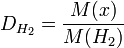 D_{H_2} = \frac{M(x)}{M(H_2)}